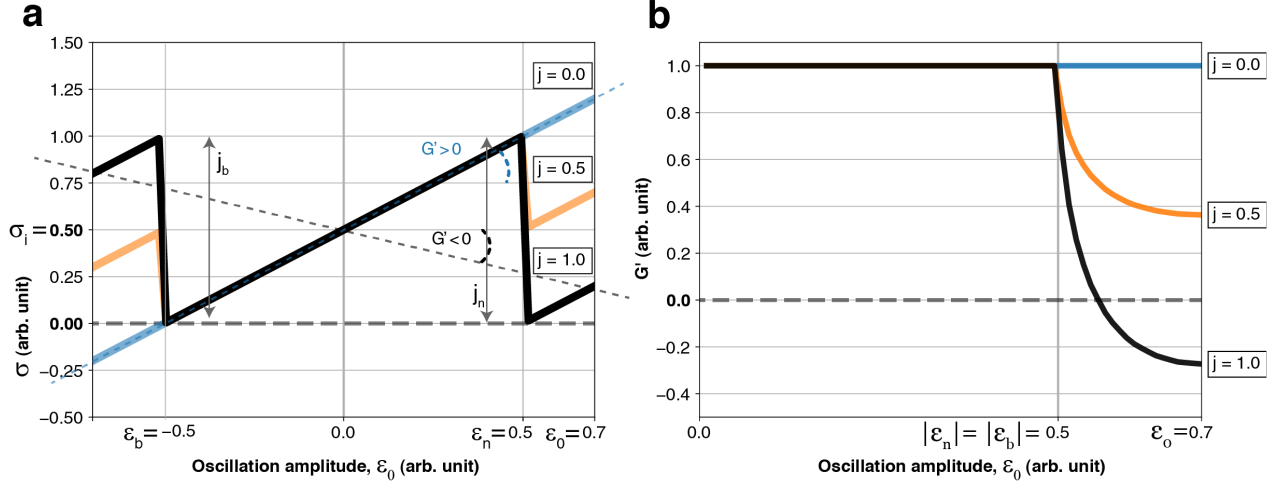 a
1.50
1.25
1.00
0.75
σi = 0.50
0.25
0.00
−0.25
−0.50
σ (arb. unit)
j = 0.0
j = 0.5
j = 1.0
jb
jn
G' > 0
G' < 0
εb = −0.5
0.0
εn = 0.5
ε0 = 0.7
Oscillation amplitude, ε0 (arb. unit)
b
1.0
0.8
0.6
0.4
0.2
0.0
−0.2
−0.4
G' (arb. unit)
j = 0.0
j = 0.5
j = 1.0
0.0
|εn| = |εb| = 0.5
εo = 0.7
Oscillation amplitude, ε0 (arb. unit)